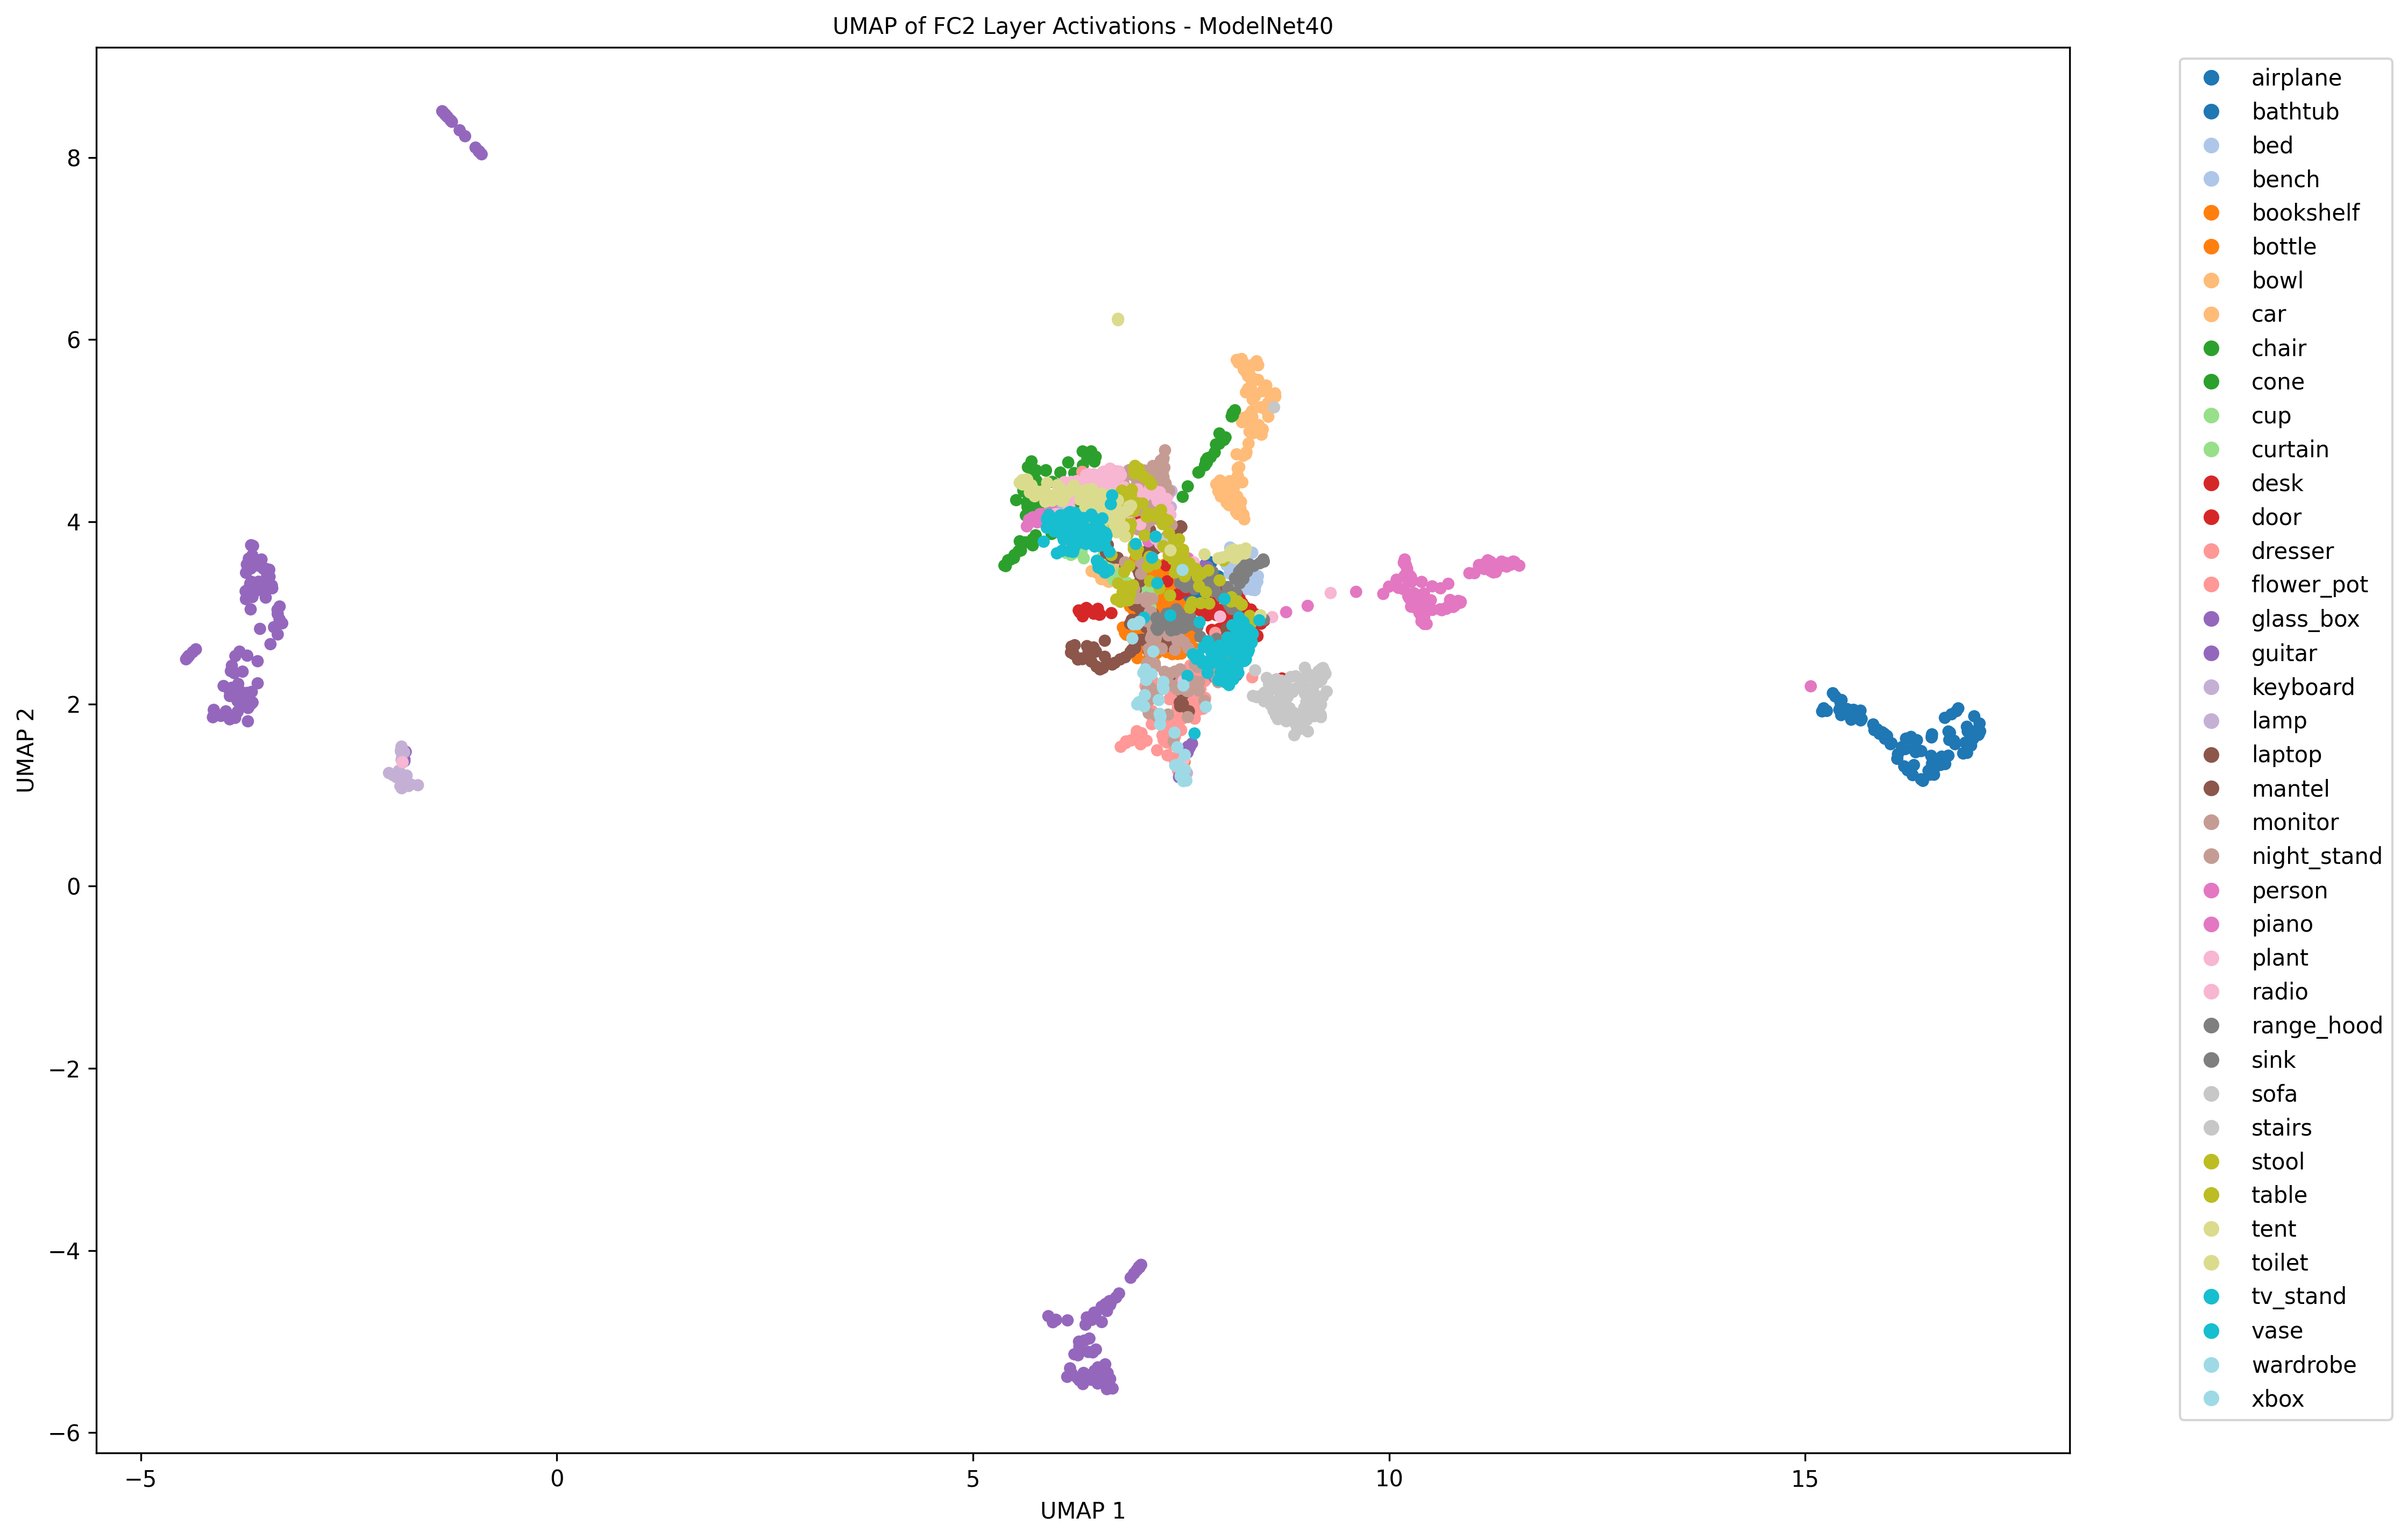 UMAP of FC2 Layer Activations - ModelNet40
UMAP 2
8
6
4
2
0
−2
−4
−6
−5
0
5
10
15
UMAP 1
airplane
bathtub
bed
bench
bookshelf
bottle
bowl
car
chair
cone
cup
curtain
desk
door
dresser
flower_pot
glass_box
guitar
keyboard
lamp
laptop
mantel
monitor
night_stand
person
piano
plant
radio
range_hood
sink
sofa
stairs
stool
table
tent
toilet
tv_stand
vase
wardrobe
xbox